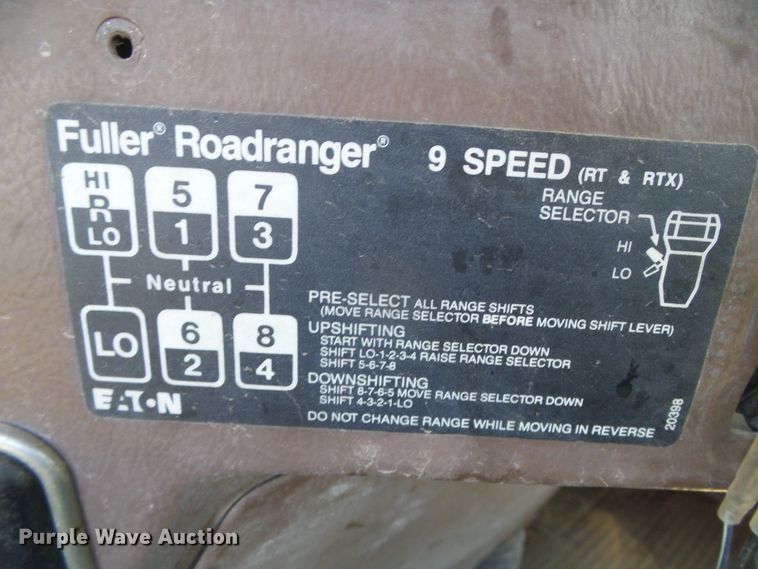 Fuller® Roadranger® 9 SPEED (RT & RTX)
HI 5 7
R
LO 1 3
Neutral
LO 6 8
2 4
EATON
RANGE
SELECTOR
HI
LO
PRE-SELECT ALL RANGE SHIFTS
(MOVE RANGE SELECTOR BEFORE MOVING SHIFT LEVER)
UPSHIFTING
START WITH RANGE SELECTOR DOWN
SHIFT LO-1-2-3-4 RAISE RANGE SELECTOR
SHIFT 5-6-7-8
DOWNSHIFTING
SHIFT 8-7-6-5 MOVE RANGE SELECTOR DOWN
SHIFT 4-3-2-1-LO
DO NOT CHANGE RANGE WHILE MOVING IN REVERSE
20398
Purple Wave Auction